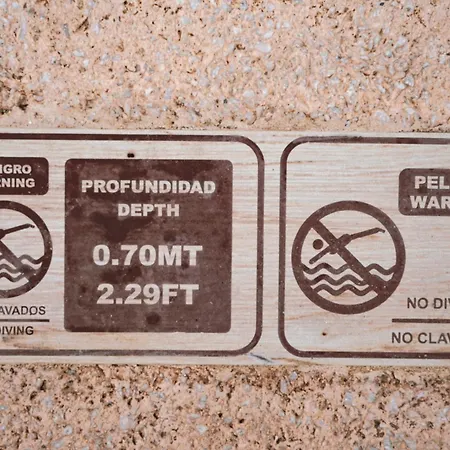 IGRO
RNING
AVADOS
DIVING
PROFUNDIDAD
DEPTH
0.70MT
2.29FT
PEL
WAR
NO DIV
NO CLAV